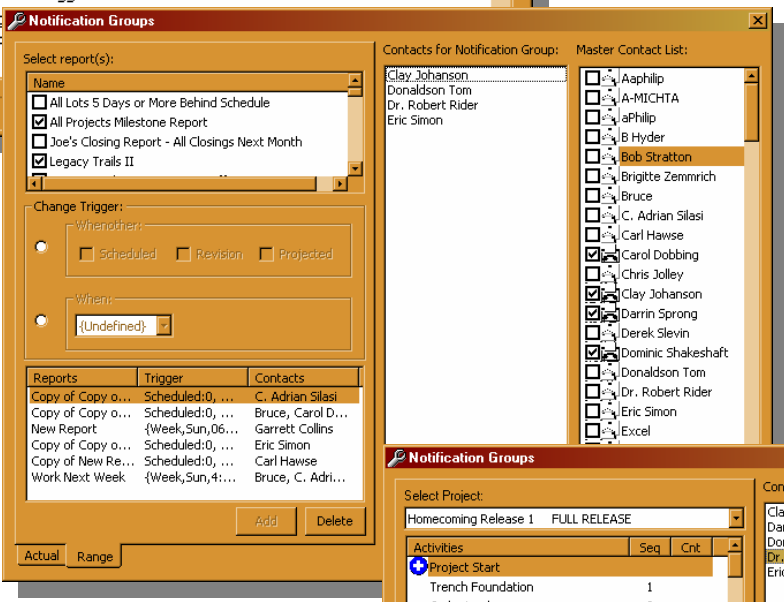 Notification Groups
Select report(s):
Name
All Lots 5 Days or More Behind Schedule
All Projects Milestone Report
Joe's Closing Report - All Closings Next Month
Legacy Trails II
Change Trigger:
Whenother:
Scheduled Revision Projected
When:
{Undefined}
Reports Trigger Contacts
Copy of Copy o... Scheduled:0, ... C. Adrian Silasi
Copy of Copy o... Scheduled:0, ... Bruce, Carol D...
New Report {Week,Sun,06... Garrett Collins
Copy of Copy o... Scheduled:0, ... Eric Simon
Copy of New Re... Scheduled:0, ... Carl Hawse
Work Next Week {Week,Sun,4:... Bruce, C. Adri...
Add Delete
Actual Range
Contacts for Notification Group:
Clay Johanson
Donaldson Tom
Dr. Robert Rider
Eric Simon
Master Contact List:
Aaphilip
A-MICHTA
aPhilip
B Hyder
Bob Stratton
Brigitte Zemmrich
Bruce
C. Adrian Silasi
Carl Hawse
Carol Dobbing
Chris Jolley
Clay Johanson
Darrin Sprong
Derek Slevin
Dominic Shakeshaft
Donaldson Tom
Dr. Robert Rider
Eric Simon
Excel
Notification Groups
Select Project:
Homecoming Release 1 FULL RELEASE
Activities Seq Cnt
Project Start
Trench Foundation 1
Con
Cla
Dar
Don
Dr.
Eric